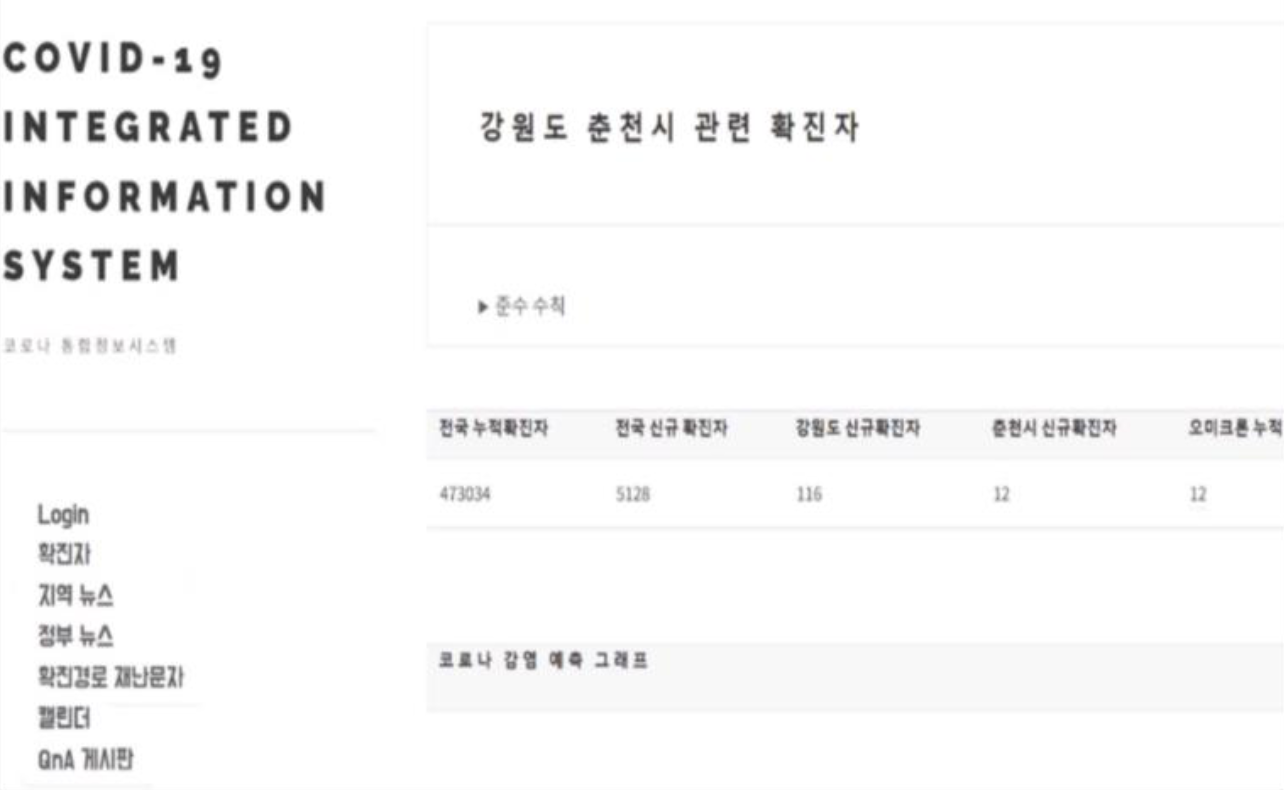 COVID-19
INTEGRATED
INFORMATION
SYSTEM
코로나 통합정보시스템
Login
확진자
지역 뉴스
정부 뉴스
확진경로 재난문자
캘린더
QnA 게시판
강원도 춘천시 관련 확진자
▶ 준수 수칙
전국 누적확진자 전국 신규 확진자 강원도 신규확진자 춘천시 신규확진자 오미크론 누적
473034 5128 116 12 12
코로나 감염 예측 그래프